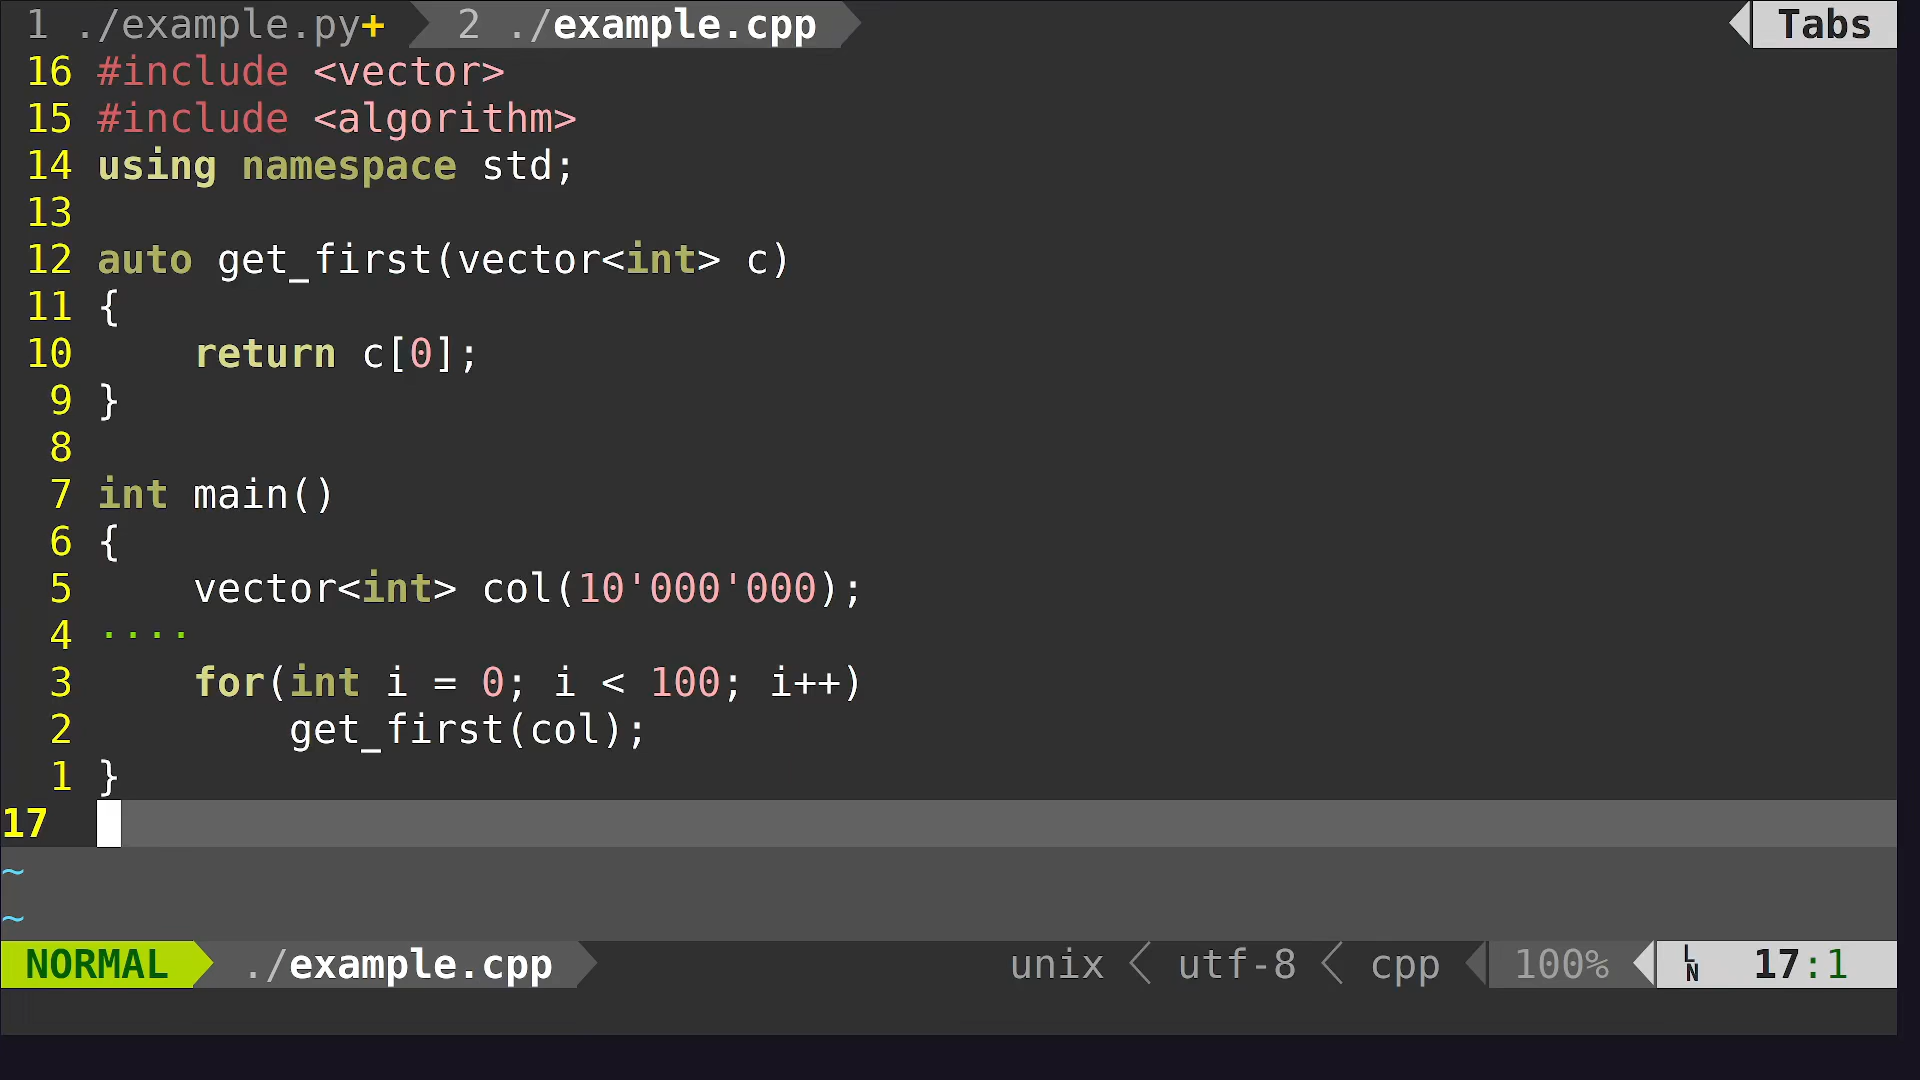 1 ./example.py+ 2 ./example.cpp Tabs
16 #include <vector>
15 #include <algorithm>
14 using namespace std;
13
12 auto get_first(vector<int> c)
11 {
10     return c[0];
9 }
8
7 int main()
6 {
5     vector<int> col(10'000'000);
4 ····
3     for(int i = 0; i < 100; i++)
2         get_first(col);
1 }
17
~
~
NORMAL ./example.cpp unix utf-8 cpp 100% LN 17:1